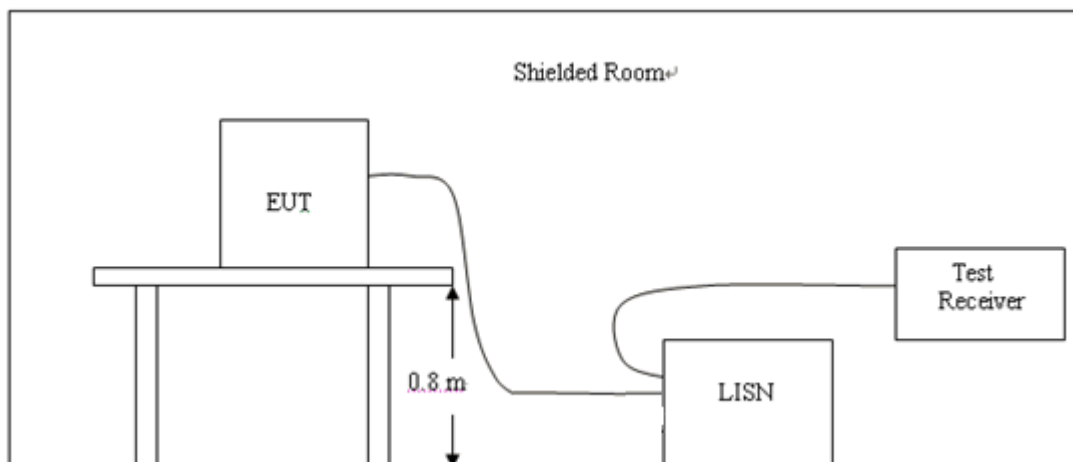 Shielded Room↵
EUT
Test
Receiver
0.8 m
LISN